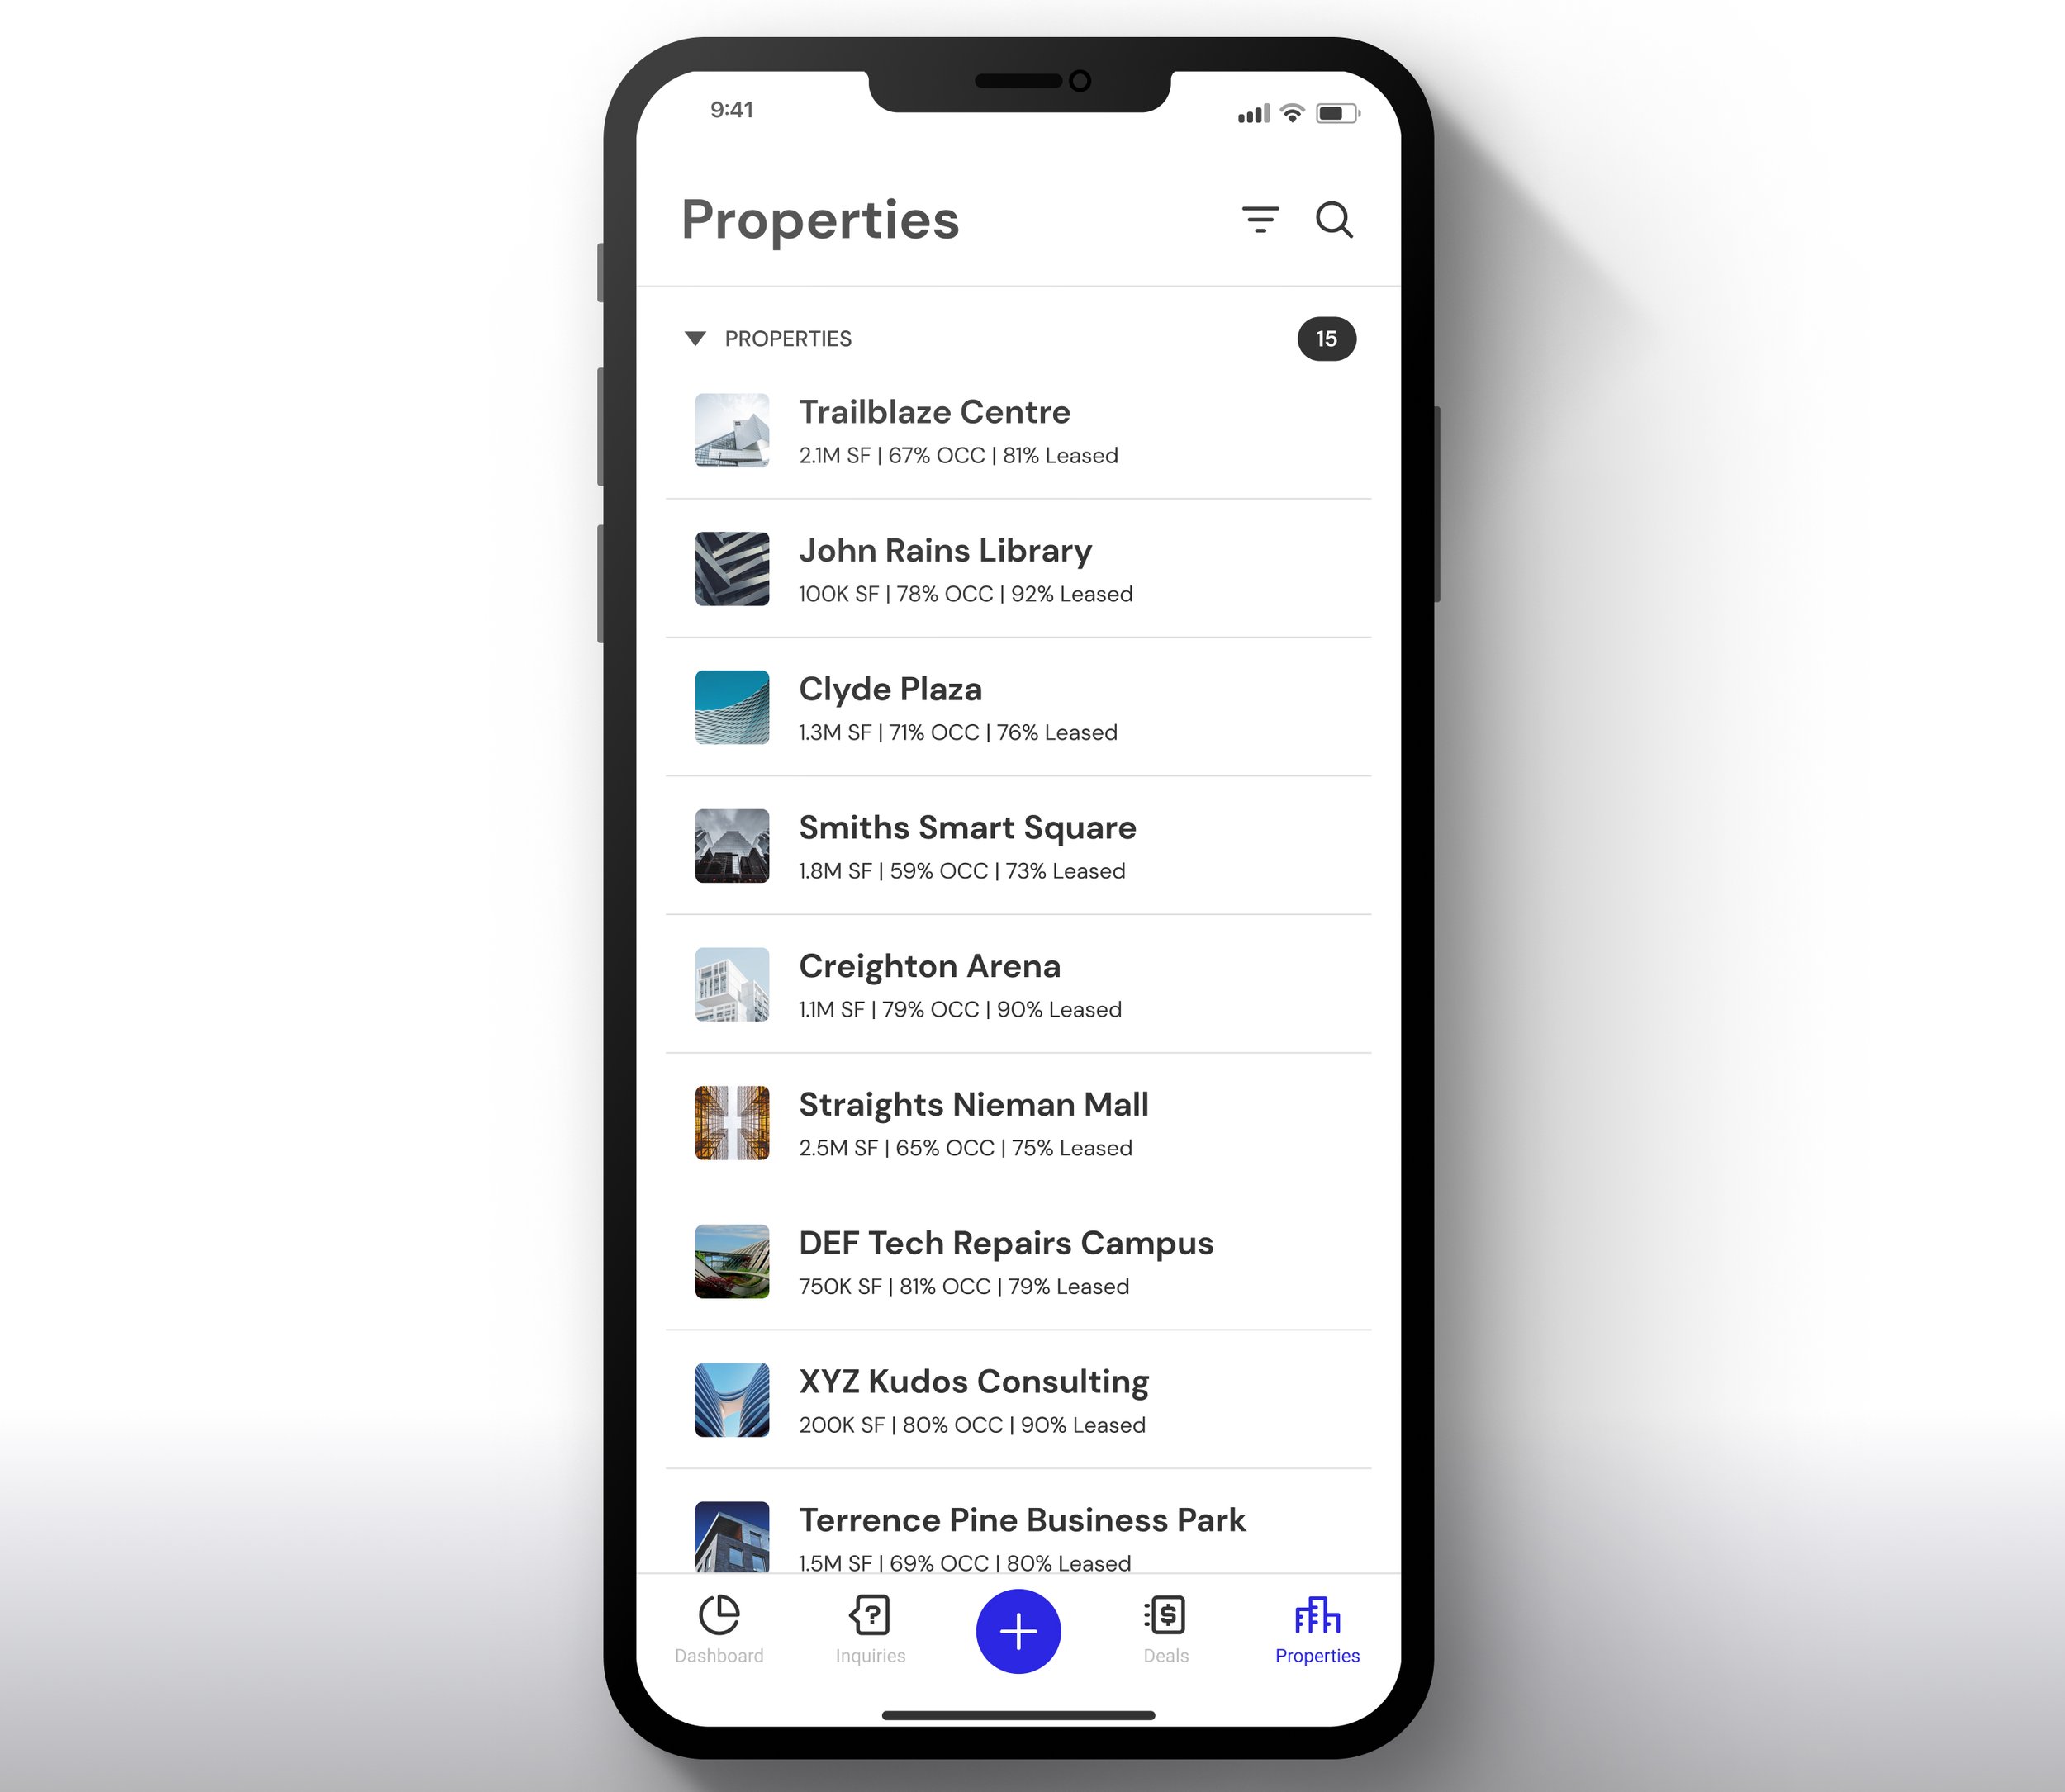 9:41
Properties
PROPERTIES
15
Trailblaze Centre
2.1M SF | 67% OCC | 81% Leased
John Rains Library
100K SF | 78% OCC | 92% Leased
Clyde Plaza
1.3M SF | 71% OCC | 76% Leased
Smiths Smart Square
1.8M SF | 59% OCC | 73% Leased
Creighton Arena
1.1M SF | 79% OCC | 90% Leased
Straights Nieman Mall
2.5M SF | 65% OCC | 75% Leased
DEF Tech Repairs Campus
750K SF | 81% OCC | 79% Leased
XYZ Kudos Consulting
200K SF | 80% OCC | 90% Leased
Terrence Pine Business Park
1.5M SF | 69% OCC | 80% Leased
Dashboard
Inquiries
Deals
Properties